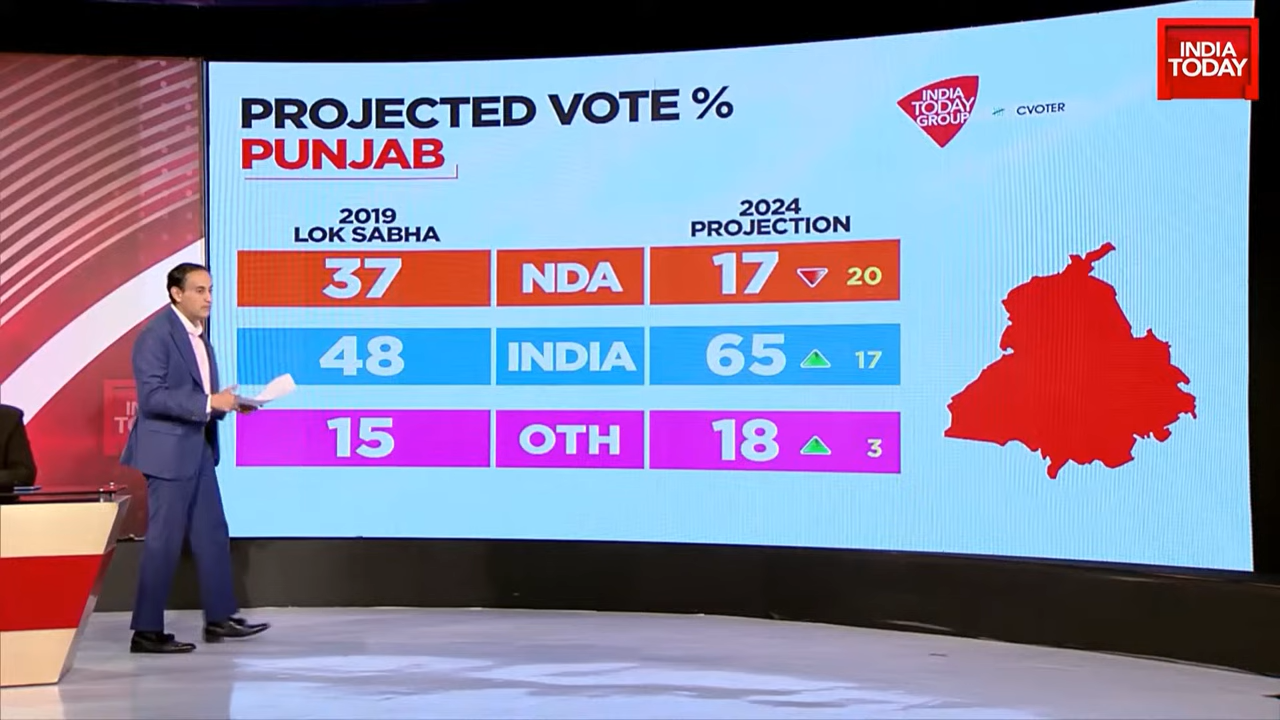 INDIA
TODAY
PROJECTED VOTE %
PUNJAB
INDIA
TODAY
GROUP
CVOTER
2019
LOK SABHA
2024
PROJECTION
37 NDA 17 20
48 INDIA 65 17
15 OTH 18 3